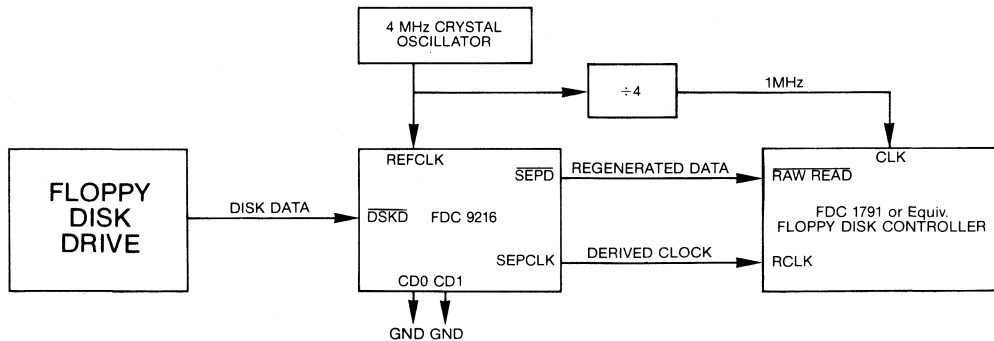 4 MHz CRYSTAL
OSCILLATOR
÷4
1MHz
FLOPPY
DISK
DRIVE
DISK DATA
REFCLK
DSKD
FDC 9216
SEPD
SEPCLK
CD0 CD1
GND GND
REGENERATED DATA
DERIVED CLOCK
CLK
RAW READ
FDC 1791 or Equiv.
FLOPPY DISK CONTROLLER
RCLK